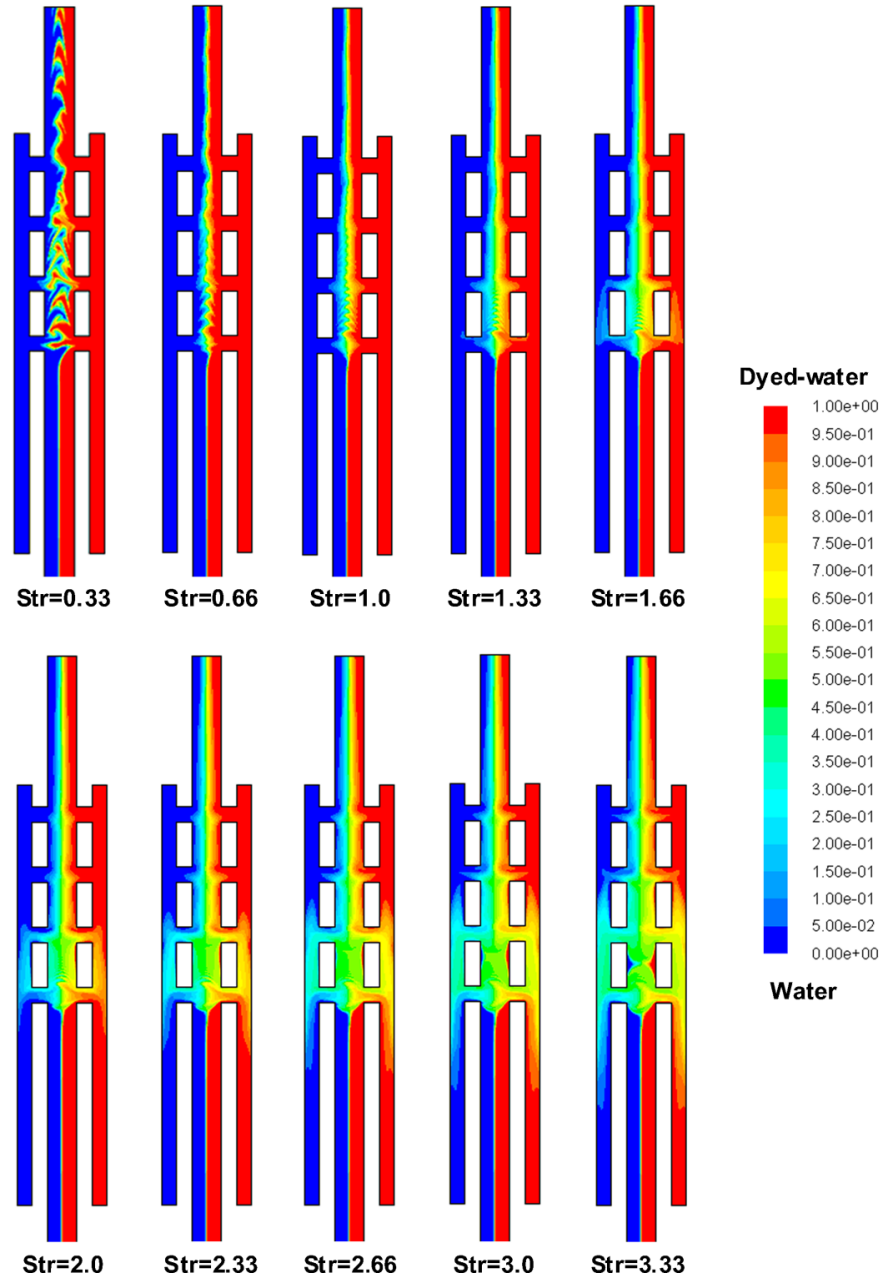 Str=0.33 Str=0.66 Str=1.0 Str=1.33 Str=1.66
Dyed-water
1.00e+00
9.50e-01
9.00e-01
8.50e-01
8.00e-01
7.50e-01
7.00e-01
6.50e-01
6.00e-01
5.50e-01
5.00e-01
4.50e-01
4.00e-01
3.50e-01
3.00e-01
2.50e-01
2.00e-01
1.50e-01
1.00e-01
5.00e-02
0.00e+00
Water
Str=2.0 Str=2.33 Str=2.66 Str=3.0 Str=3.33